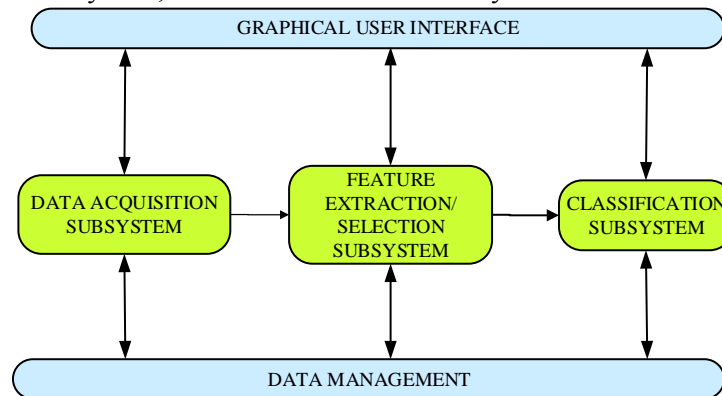 GRAPHICAL USER INTERFACE
DATA ACQUISITION
SUBSYSTEM
FEATURE
EXTRACTION/
SELECTION
SUBSYSTEM
CLASSIFICATION
SUBSYSTEM
DATA MANAGEMENT